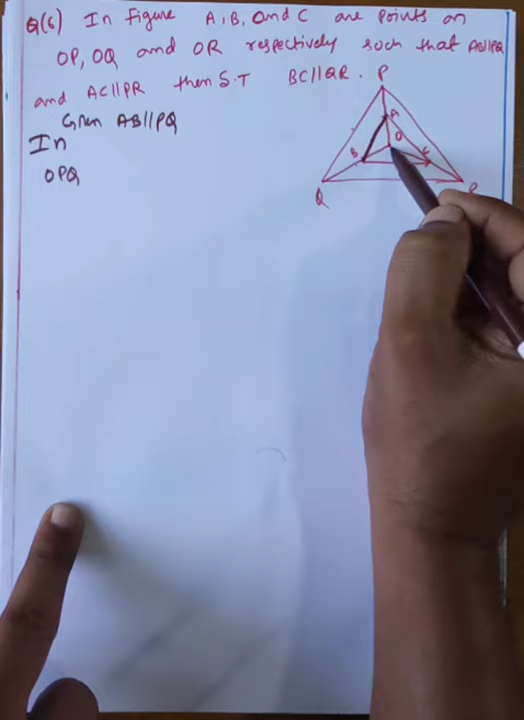 Q(6) In Figure A, B, and C are points on
OP, OQ and OR respectively such that AB||PQ
and AC||PR then S.T BC||QR.
Given AB||PQ
In
OPQ
P
A
O
B
C
Q
R